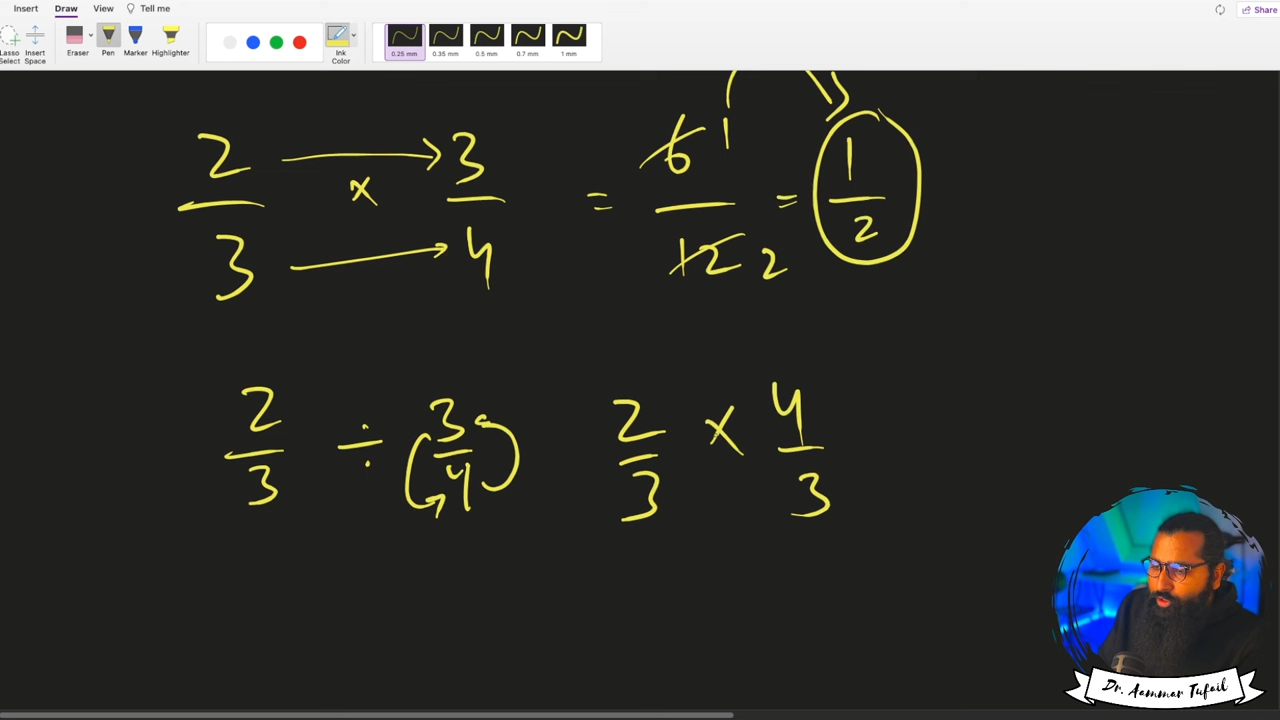 Insert Draw View Tell me
Share
Lasso Select
Insert Space
Eraser
Pen
Marker
Highlighter
Ink Color
0.25 mm
0.35 mm
0.5 mm
0.7 mm
1 mm
2/3 × 3/4 = 6 1/12 2 = 1/2
2/3 ÷ 3/4 2/3 × 4/3
Dr. Aammar Tufail